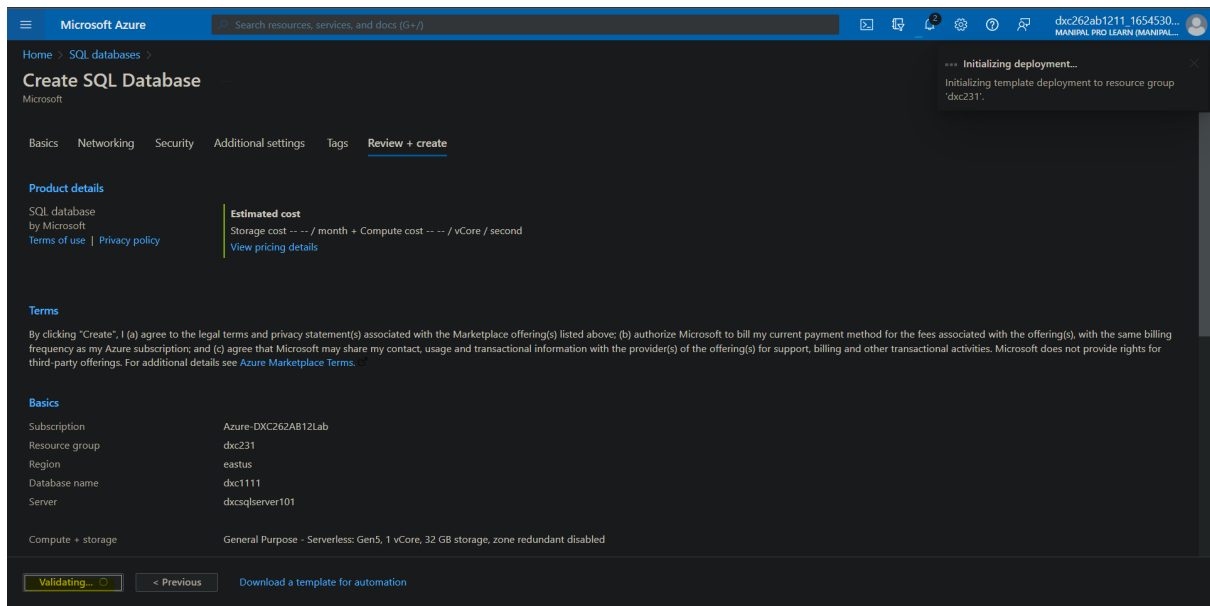 Microsoft Azure
Search resources, services, and docs (G+/)
2
dxc262ab1211_1654530...
MANIPAL PRO LEARN (MANIPAL...
Home > SQL databases >
Create SQL Database
Microsoft
Initializing deployment...
Initializing template deployment to resource group
'dxc231'.
Basics Networking Security Additional settings Tags Review + create
Product details
SQL database
by Microsoft
Terms of use | Privacy policy
Estimated cost
Storage cost -- -- / month + Compute cost -- -- / vCore / second
View pricing details
Terms
By clicking "Create", I (a) agree to the legal terms and privacy statement(s) associated with the Marketplace offering(s) listed above; (b) authorize Microsoft to bill my current payment method for the fees associated with the offering(s), with the same billing
frequency as my Azure subscription; and (c) agree that Microsoft may share my contact, usage and transactional information with the provider(s) of the offering(s) for support, billing and other transactional activities. Microsoft does not provide rights for
third-party offerings. For additional details see Azure Marketplace Terms.
Basics
Subscription Azure-DXC262AB12Lab
Resource group dxc231
Region eastus
Database name dxc1111
Server dxcsqlserver101
Compute + storage General Purpose - Serverless: Gen5, 1 vCore, 32 GB storage, zone redundant disabled
Validating... < Previous Download a template for automation